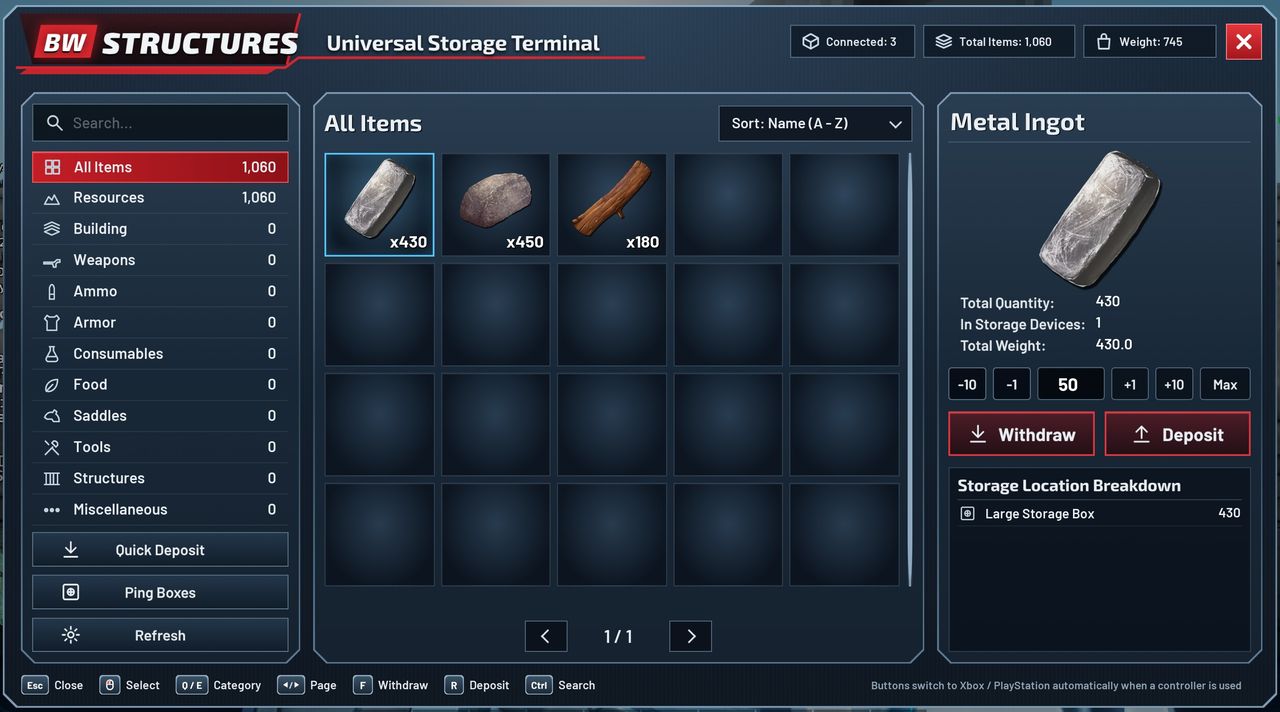 BW STRUCTURES
Universal Storage Terminal
Connected: 3
Total Items: 1,060
Weight: 745
Search...
All Items 1,060
Resources 1,060
Building 0
Weapons 0
Ammo 0
Armor 0
Consumables 0
Food 0
Saddles 0
Tools 0
Structures 0
Miscellaneous 0
Quick Deposit
Ping Boxes
Refresh
All Items
Sort: Name (A - Z)
x430
x450
x180
1 / 1
Metal Ingot
Total Quantity: 430
In Storage Devices: 1
Total Weight: 430.0
-10 -1 50 +1 +10 Max
Withdraw
Deposit
Storage Location Breakdown
Large Storage Box 430
Esc Close Select Q / E Category </> Page F Withdraw R Deposit Ctrl Search
Buttons switch to Xbox / PlayStation automatically when a controller is used